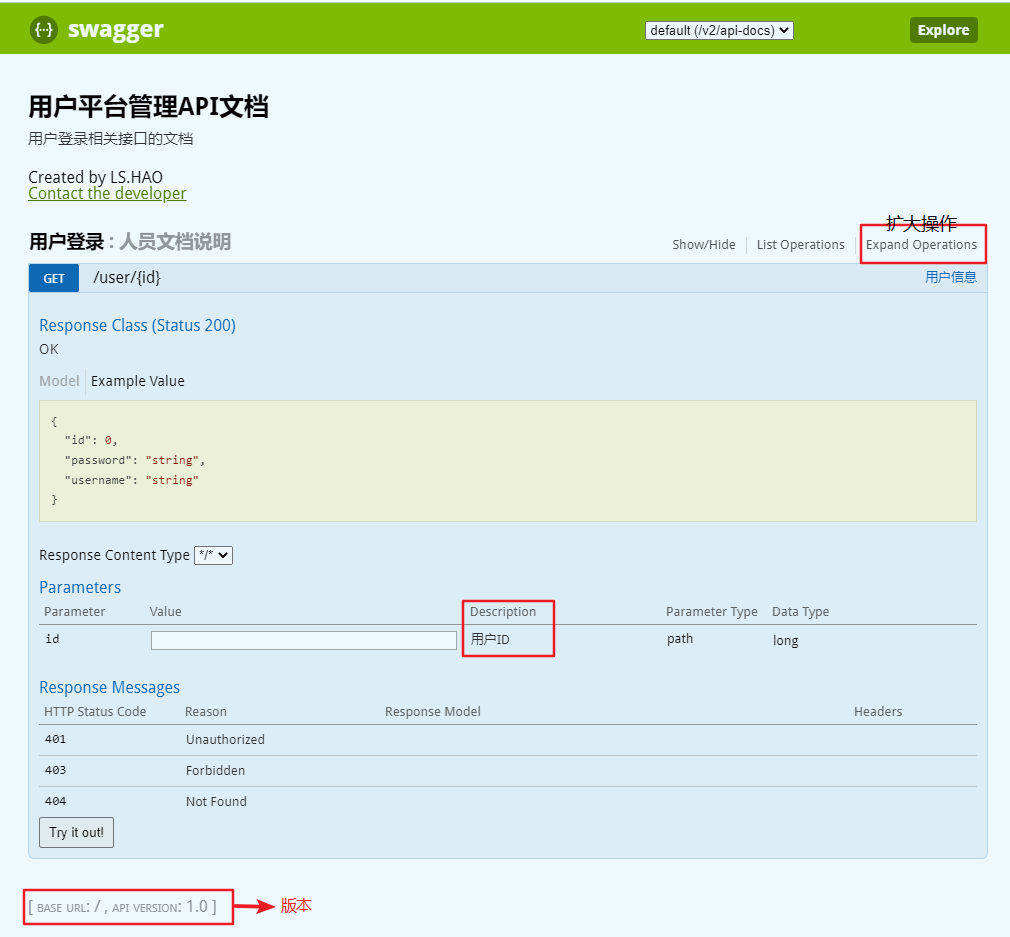 {··} swagger default (/v2/api-docs) Explore
用户平台管理API文档
用户登录相关接口的文档
Created by LS.HAO
Contact the developer
扩大操作
用户登录 : 人员文档说明 Show/Hide List Operations Expand Operations
GET /user/{id} 用户信息
Response Class (Status 200)
OK
Model Example Value
{
"id": 0,
"password": "string",
"username": "string"
}
Response Content Type */*
Parameters
Parameter Value Description Parameter Type Data Type
id 用户ID path long
Response Messages
HTTP Status Code Reason Response Model Headers
401 Unauthorized
403 Forbidden
404 Not Found
Try it out!
[ BASE URL: / , API VERSION: 1.0 ] 版本